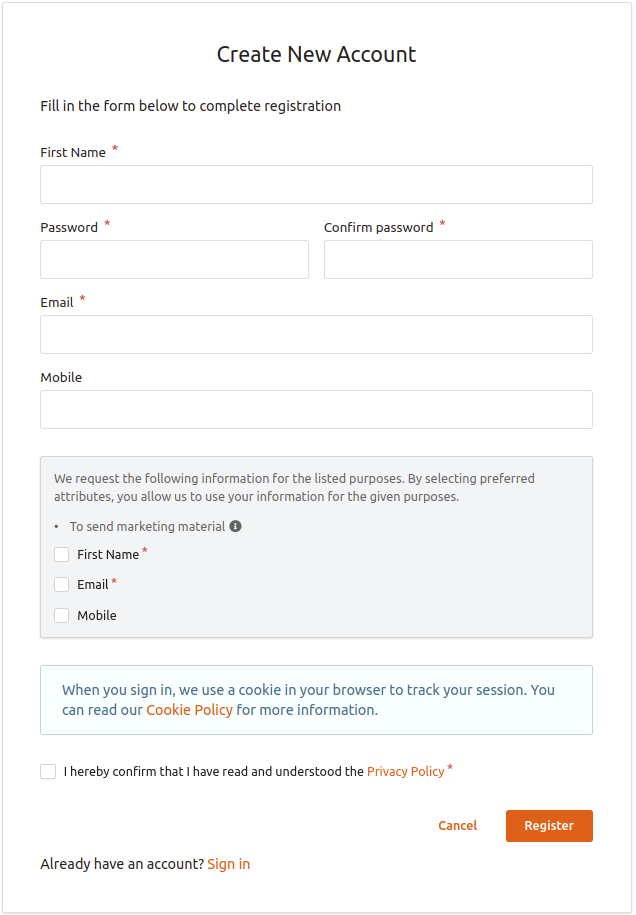 Create New Account
Fill in the form below to complete registration
First Name *
Password * Confirm password *
Email *
Mobile
We request the following information for the listed purposes. By selecting preferred
attributes, you allow us to use your information for the given purposes.
• To send marketing material i
First Name *
Email *
Mobile
When you sign in, we use a cookie in your browser to track your session. You
can read our Cookie Policy for more information.
I hereby confirm that I have read and understood the Privacy Policy *
Cancel Register
Already have an account? Sign in